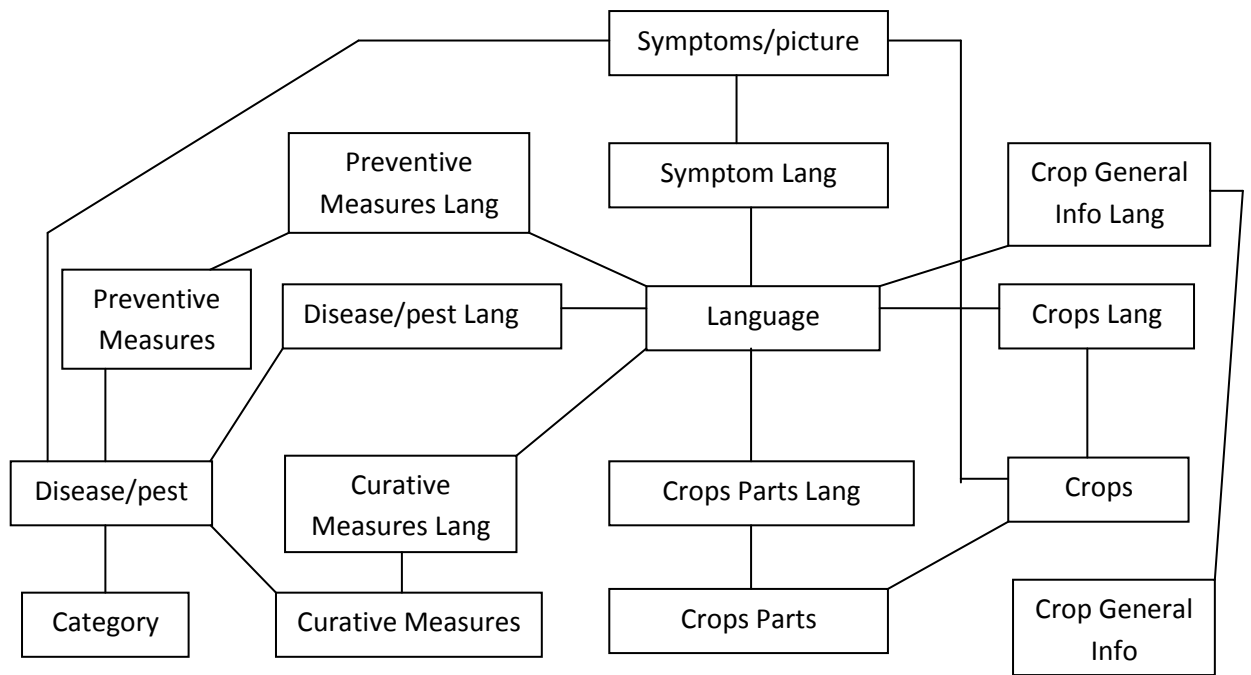 Symptoms/picture
Preventive
Measures Lang
Symptom Lang
Crop General
Info Lang
Preventive
Measures
Disease/pest Lang
Language
Crops Lang
Disease/pest
Curative
Measures Lang
Crops Parts Lang
Crops
Category
Curative Measures
Crops Parts
Crop General
Info